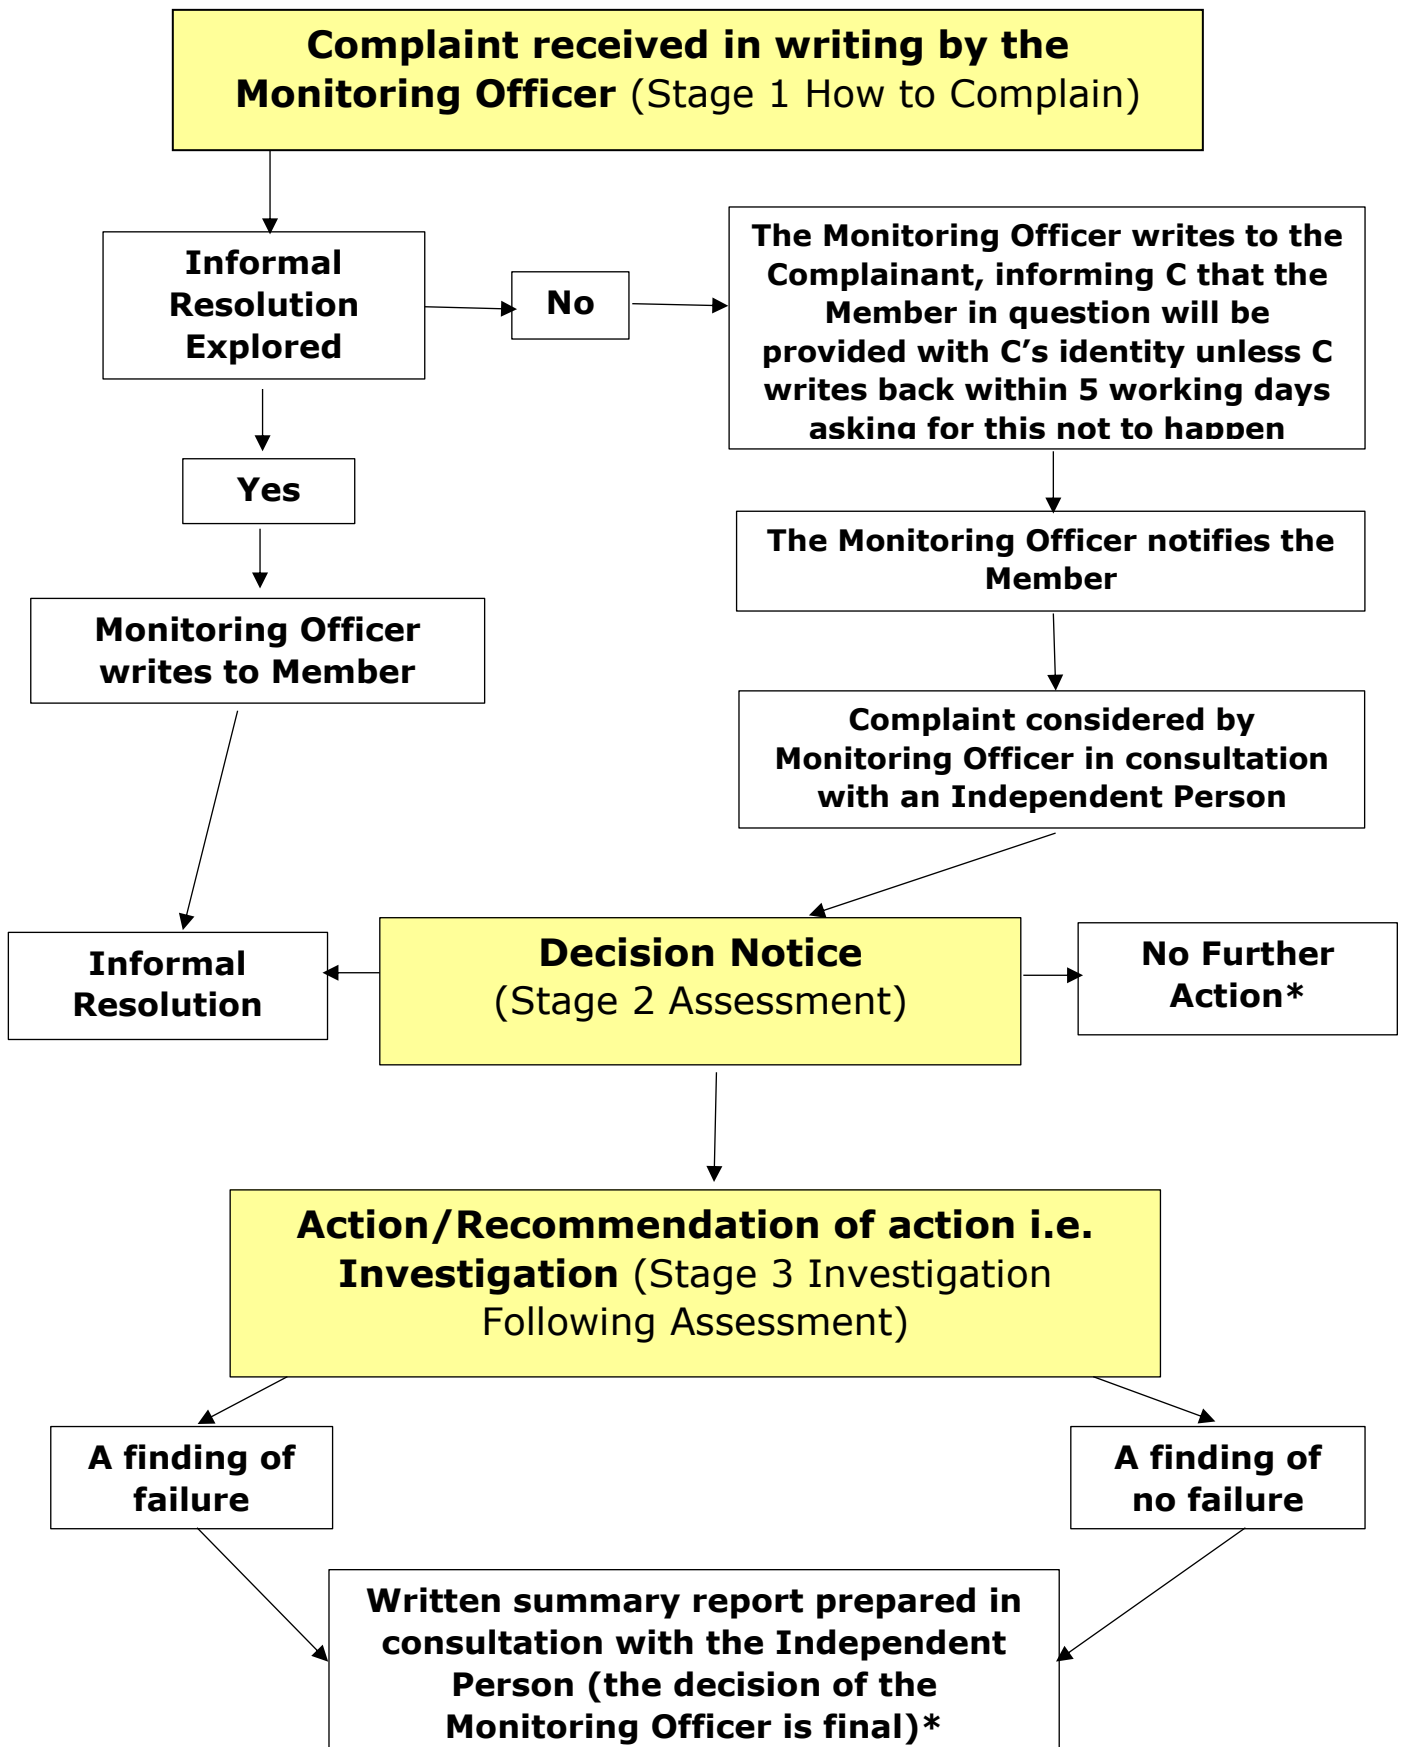 Complaint received in writing by the
Monitoring Officer (Stage 1 How to Complain)
Informal
Resolution
Explored
No
The Monitoring Officer writes to the
Complainant, informing C that the
Member in question will be
provided with C’s identity unless C
writes back within 5 working days
asking for this not to happen
Yes
The Monitoring Officer notifies the
Member
Monitoring Officer
writes to Member
Complaint considered by
Monitoring Officer in consultation
with an Independent Person
Informal
Resolution
Decision Notice
(Stage 2 Assessment)
No Further
Action*
Action/Recommendation of action i.e.
Investigation (Stage 3 Investigation
Following Assessment)
A finding of
failure
A finding of
no failure
Written summary report prepared in
consultation with the Independent
Person (the decision of the
Monitoring Officer is final)*